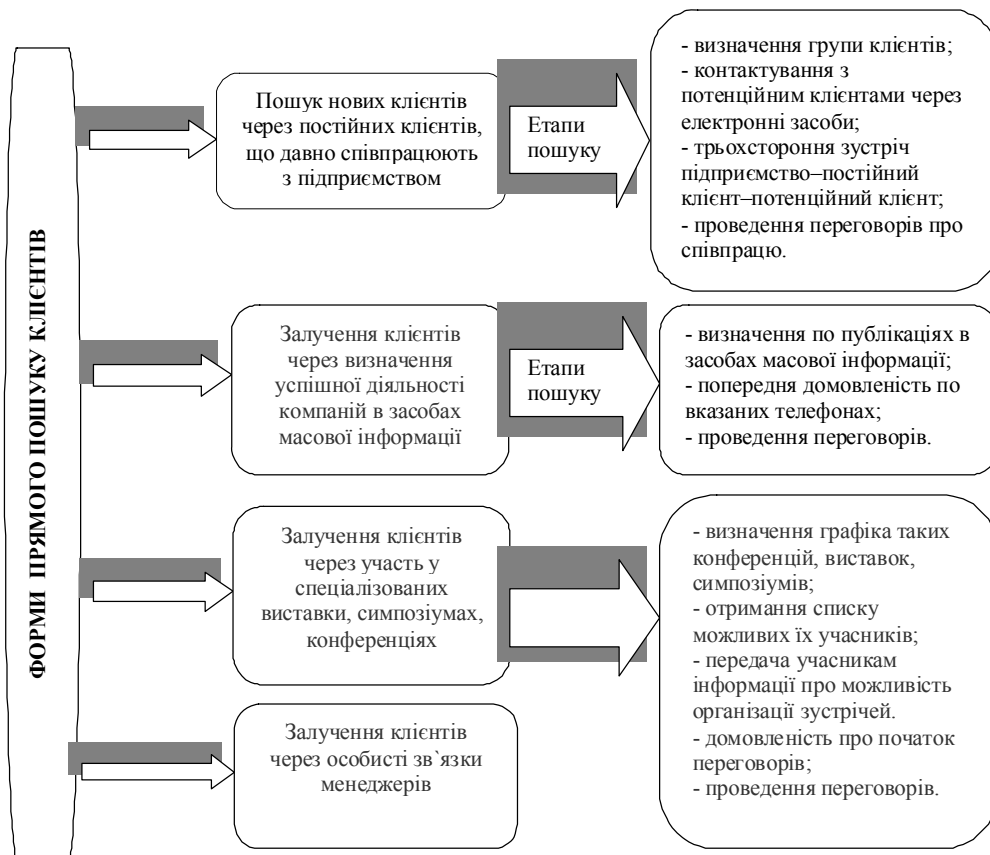 ФОРМИ ПРЯМОГО ПОШУКУ КЛІЄНТІВ
Пошук нових клієнтів
через постійних клієнтів,
що давно співпрацюють
з підприємством
Етапи
пошуку
- визначення групи клієнтів;
- контактування з
потенційним клієнтами через
електронні засоби;
- трьохстороння зустріч
підприємство–постійний
клієнт–потенційний клієнт;
- проведення переговорів про
співпрацю.
Залучення клієнтів
через визначення
успішної діяльності
компаній в засобах
масової інформації
Етапи
пошуку
- визначення по публікаціях в
засобах масової інформації;
- попередня домовленість по
вказаних телефонах;
- проведення переговорів.
Залучення клієнтів
через участь у
спеціалізованих
виставки, симпозіумах,
конференціях
- визначення графіка таких
конференцій, виставок,
симпозіумів;
- отримання списку
можливих їх учасників;
- передача учасникам
інформації про можливість
організації зустрічей.
- домовленість про початок
переговорів;
- проведення переговорів.
Залучення клієнтів
через особисті зв`язки
менеджерів